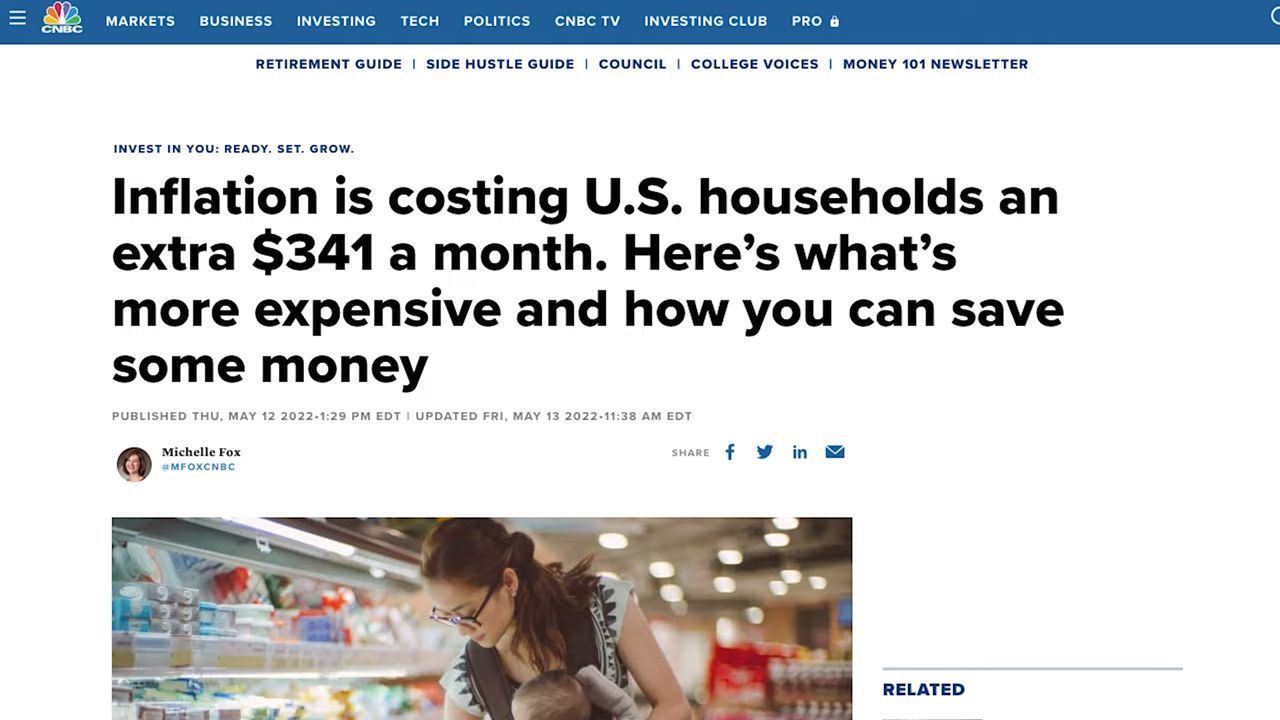 CNBC
MARKETS BUSINESS INVESTING TECH POLITICS CNBC TV INVESTING CLUB PRO
RETIREMENT GUIDE | SIDE HUSTLE GUIDE | COUNCIL | COLLEGE VOICES | MONEY 101 NEWSLETTER
INVEST IN YOU: READY. SET. GROW.
Inflation is costing U.S. households an
extra $341 a month. Here’s what’s
more expensive and how you can save
some money
PUBLISHED THU, MAY 12 2022•1:29 PM EDT | UPDATED FRI, MAY 13 2022•11:38 AM EDT
Michelle Fox
@MFOXCNBC
SHARE
RELATED